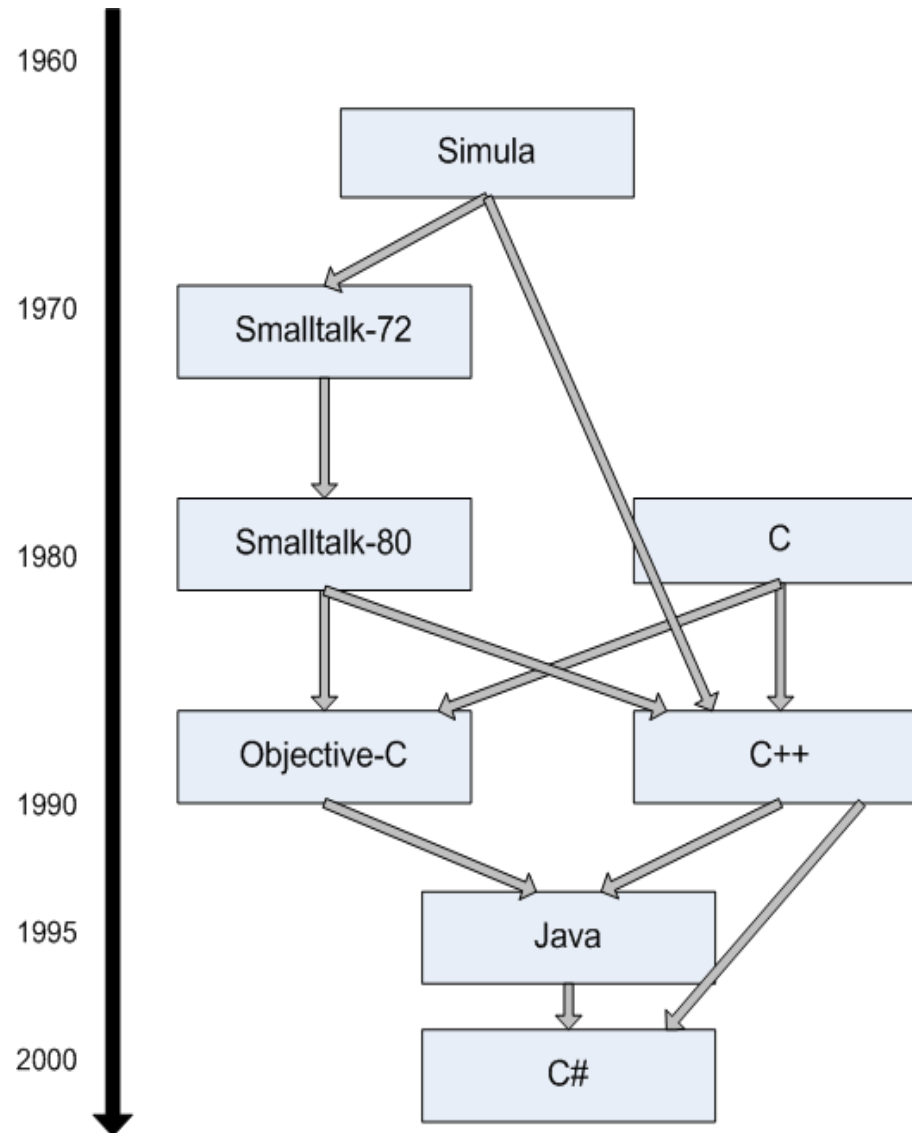 1960
Simula
1970
Smalltalk-72
Smalltalk-80
C
1980
Objective-C
C++
1990
Java
1995
C#
2000